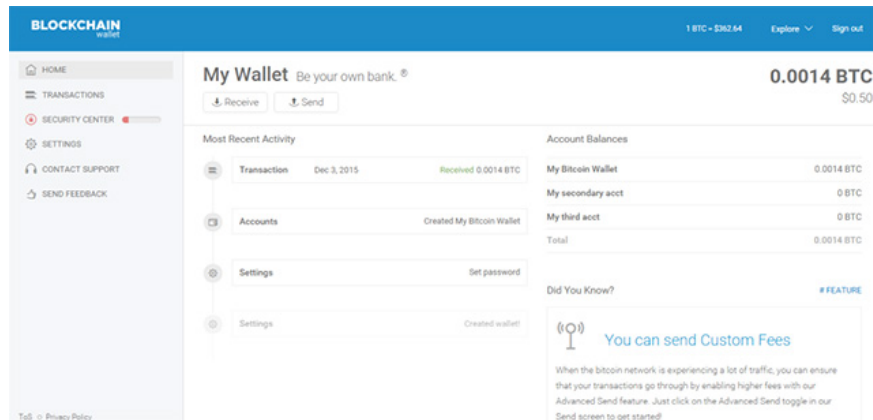 BLOCKCHAIN
wallet
1 BTC = $362.64 Explore Sign out
HOME
TRANSACTIONS
SECURITY CENTER
SETTINGS
CONTACT SUPPORT
SEND FEEDBACK
ToS Privacy Policy
My Wallet Be your own bank. ®
Receive Send
0.0014 BTC
$0.50
Most Recent Activity
Transaction Dec 3, 2015 Received 0.0014 BTC
Accounts Created My Bitcoin Wallet
Settings Set password
Settings Created wallet!
Account Balances
My Bitcoin Wallet 0.0014 BTC
My secondary acct 0 BTC
My third acct 0 BTC
Total 0.0014 BTC
Did You Know? # FEATURE
You can send Custom Fees
When the bitcoin network is experiencing a lot of traffic, you can ensure
that your transactions go through by enabling higher fees with our
Advanced Send feature. Just click on the Advanced Send toggle in our
Send screen to get started!